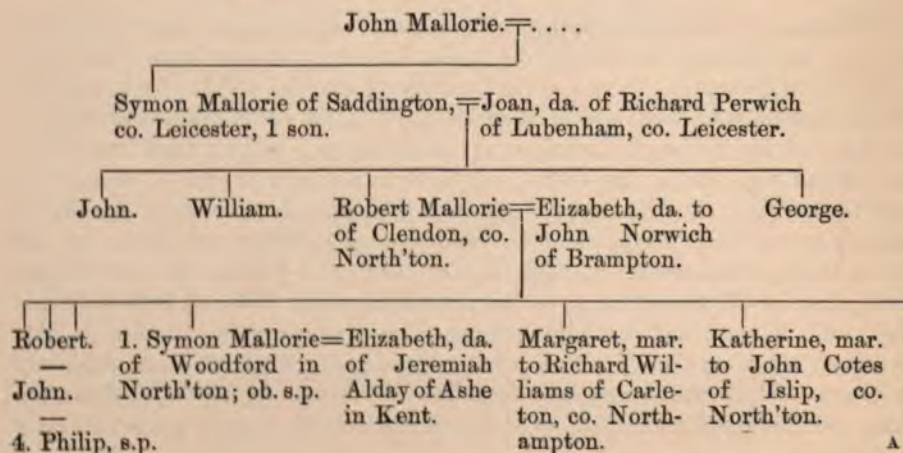 John Mallorie.=. . . .
Symon Mallorie of Saddington,=Joan, da. of Richard Perwich
co. Leicester, 1 son. of Lubenham, co. Leicester.
John. William. Robert Mallorie=Elizabeth, da. to George.
of Clendon, co. John Norwich
North'ton. of Brampton.
Robert. 1. Symon Mallorie=Elizabeth, da. Margaret, mar. Katherine, mar.
— of Woodford in of Jeremiah to Richard Wil- to John Cotes
John. North'ton; ob. s.p. Alday of Ashe liams of Carle- of Islip, co.
— in Kent. ton, co. North- North'ton.
4. Philip, s.p. ampton. A